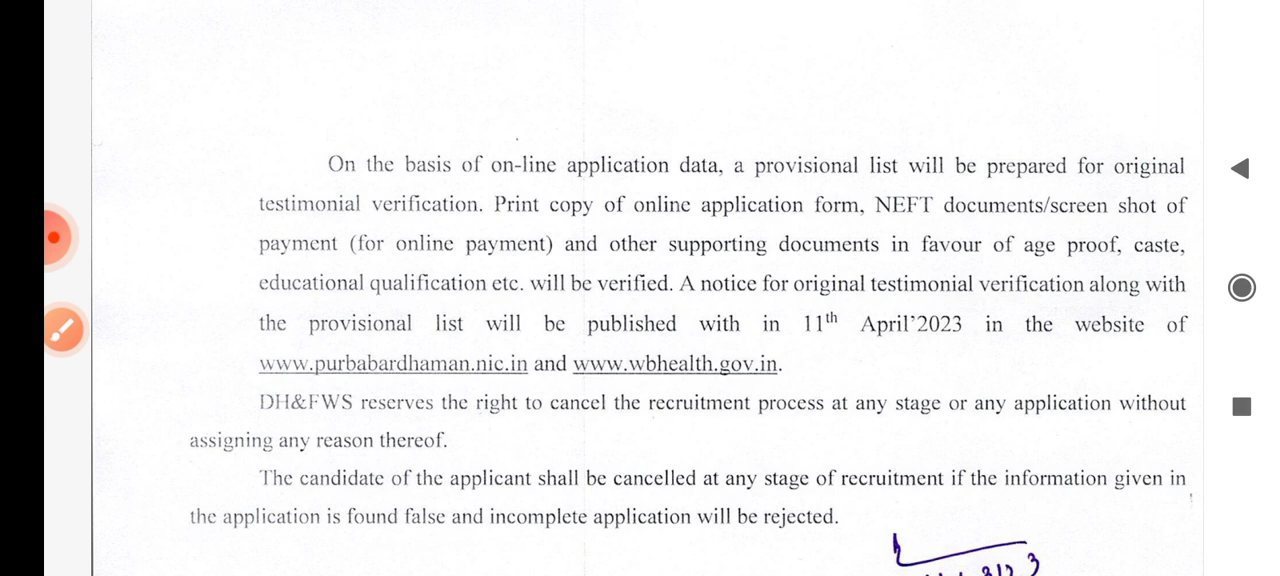 On the basis of on-line application data, a provisional list will be prepared for original
testimonial verification. Print copy of online application form, NEFT documents/screen shot of
payment (for online payment) and other supporting documents in favour of age proof, caste,
educational qualification etc. will be verified. A notice for original testimonial verification along with
the provisional list will be published with in 11th April'2023 in the website of
www.purbabardhaman.nic.in and www.wbhealth.gov.in.
DH&FWS reserves the right to cancel the recruitment process at any stage or any application without
assigning any reason thereof.
The candidate of the applicant shall be cancelled at any stage of recruitment if the information given in
the application is found false and incomplete application will be rejected.